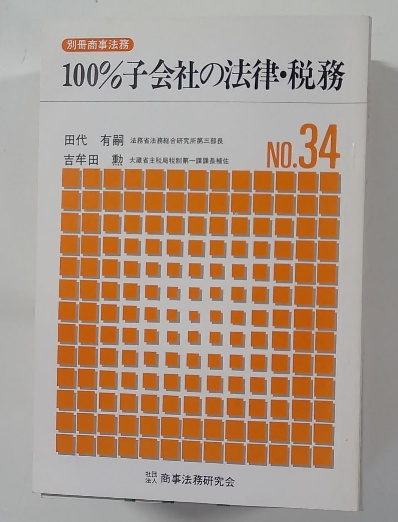 別冊商事法務
100%子会社の法律・税務
田代 有嗣 法務省法務総合研究所第三部長
吉牟田 勲 大蔵省主税局税制第一課課長補佐
NO.34
社団法人 商事法務研究会